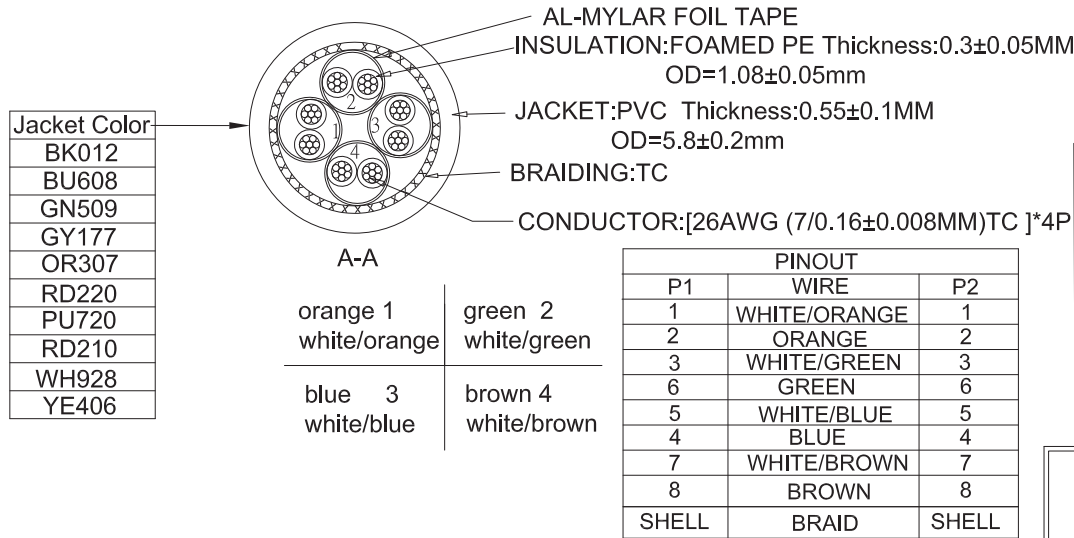 AL-MYLAR FOIL TAPE
INSULATION:FOAMED PE Thickness:0.3±0.05MM
OD=1.08±0.05mm
JACKET:PVC Thickness:0.55±0.1MM
OD=5.8±0.2mm
BRAIDING:TC
CONDUCTOR:[26AWG (7/0.16±0.008MM)TC ]*4P
2
1
3
4
A-A
Jacket Color
BK012
BU608
GN509
GY177
OR307
RD220
PU720
RD210
WH928
YE406
orange 1
white/orange
green 2
white/green
blue 3
white/blue
brown 4
white/brown
PINOUT
P1 WIRE P2
1 WHITE/ORANGE 1
2 ORANGE 2
3 WHITE/GREEN 3
6 GREEN 6
5 WHITE/BLUE 5
4 BLUE 4
7 WHITE/BROWN 7
8 BROWN 8
SHELL BRAID SHELL